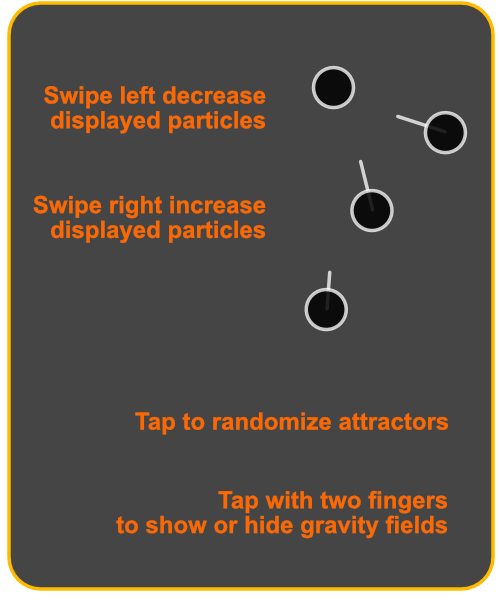 Swipe left decrease
displayed particles
Swipe right increase
displayed particles
Tap to randomize attractors
Tap with two fingers
to show or hide gravity fields